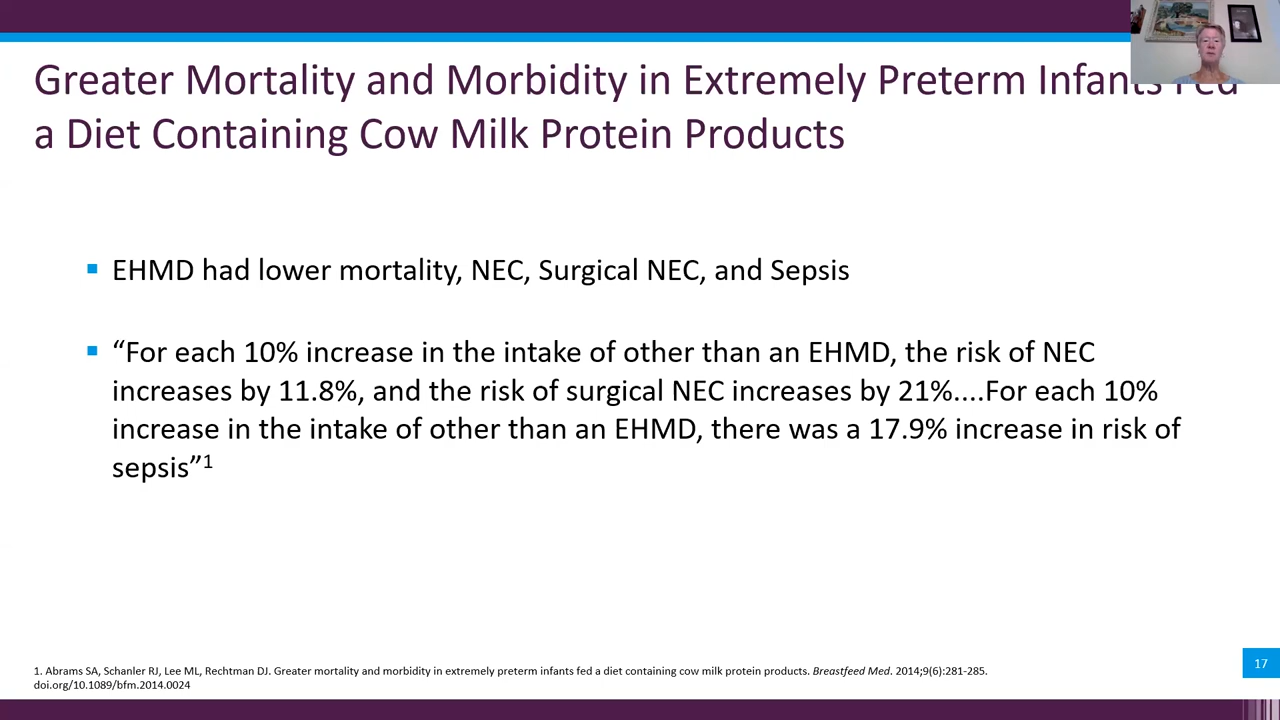 Greater Mortality and Morbidity in Extremely Preterm Infants Fed
a Diet Containing Cow Milk Protein Products
▪ EHMD had lower mortality, NEC, Surgical NEC, and Sepsis
▪ “For each 10% increase in the intake of other than an EHMD, the risk of NEC
increases by 11.8%, and the risk of surgical NEC increases by 21%....For each 10%
increase in the intake of other than an EHMD, there was a 17.9% increase in risk of
sepsis”1
1. Abrams SA, Schanler RJ, Lee ML, Rechtman DJ. Greater mortality and morbidity in extremely preterm infants fed a diet containing cow milk protein products. Breastfeed Med. 2014;9(6):281-285.
doi.org/10.1089/bfm.2014.0024
17